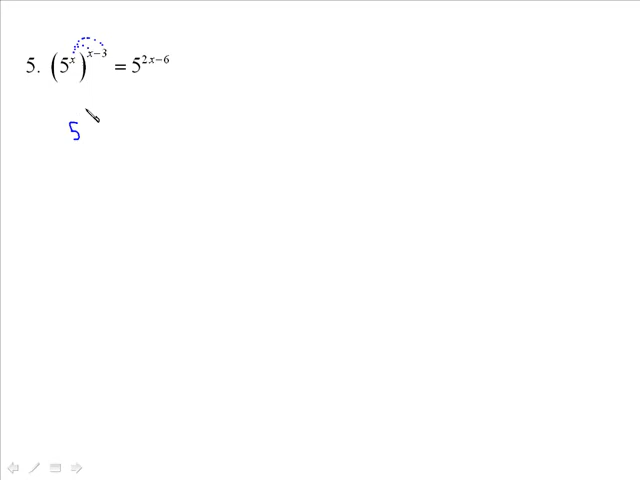 5. (5^x)^{x-3} = 5^{2x-6}
5